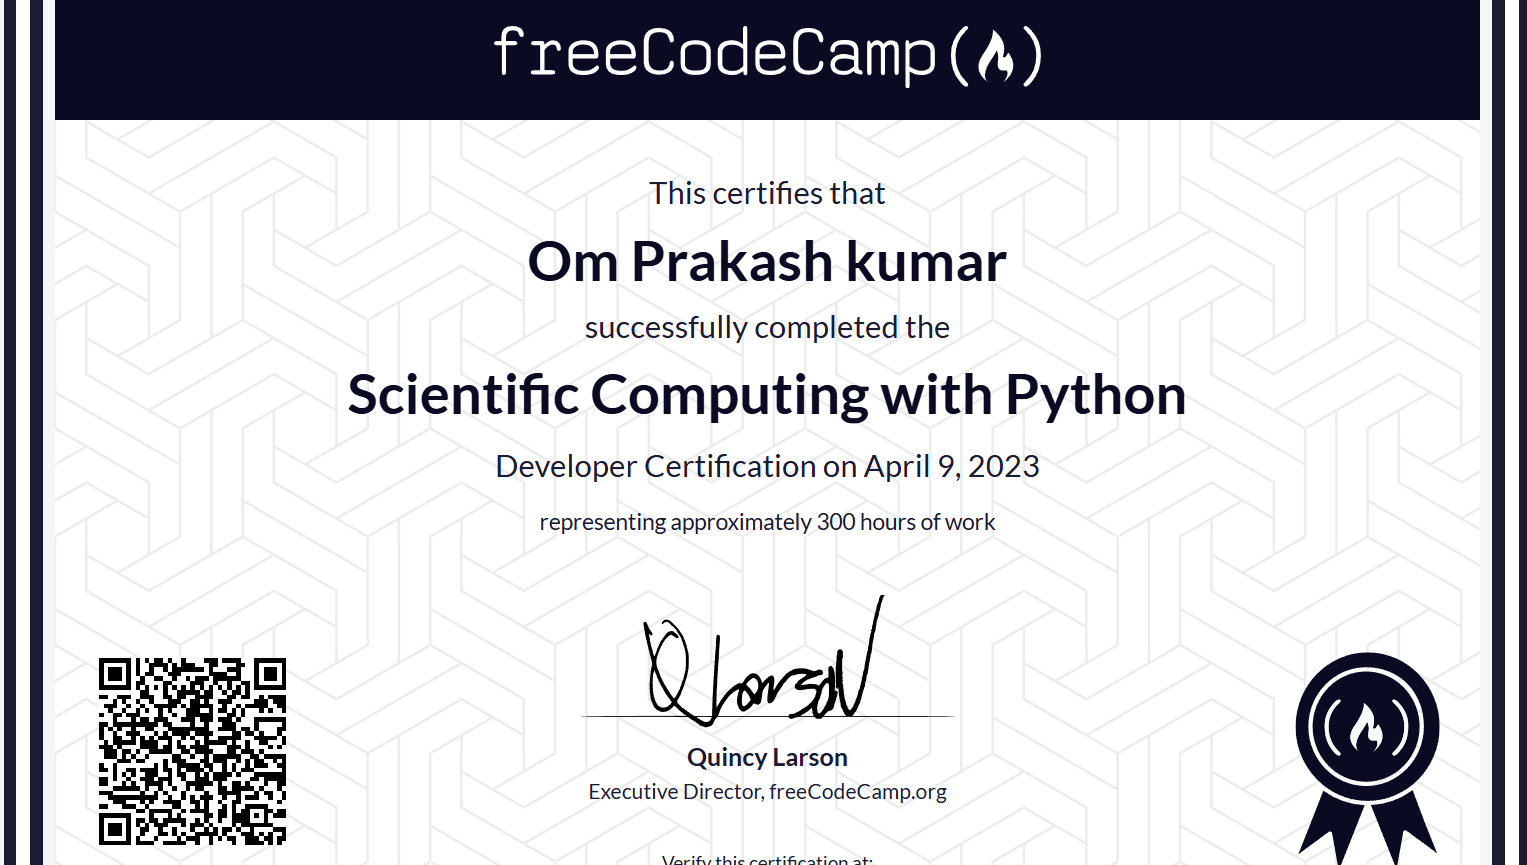 freeCodeCamp
This certifies that
Om Prakash kumar
successfully completed the
Scientific Computing with Python
Developer Certification on April 9, 2023
representing approximately 300 hours of work
Quincy Larson
Executive Director, freeCodeCamp.org
Verify this certification at: